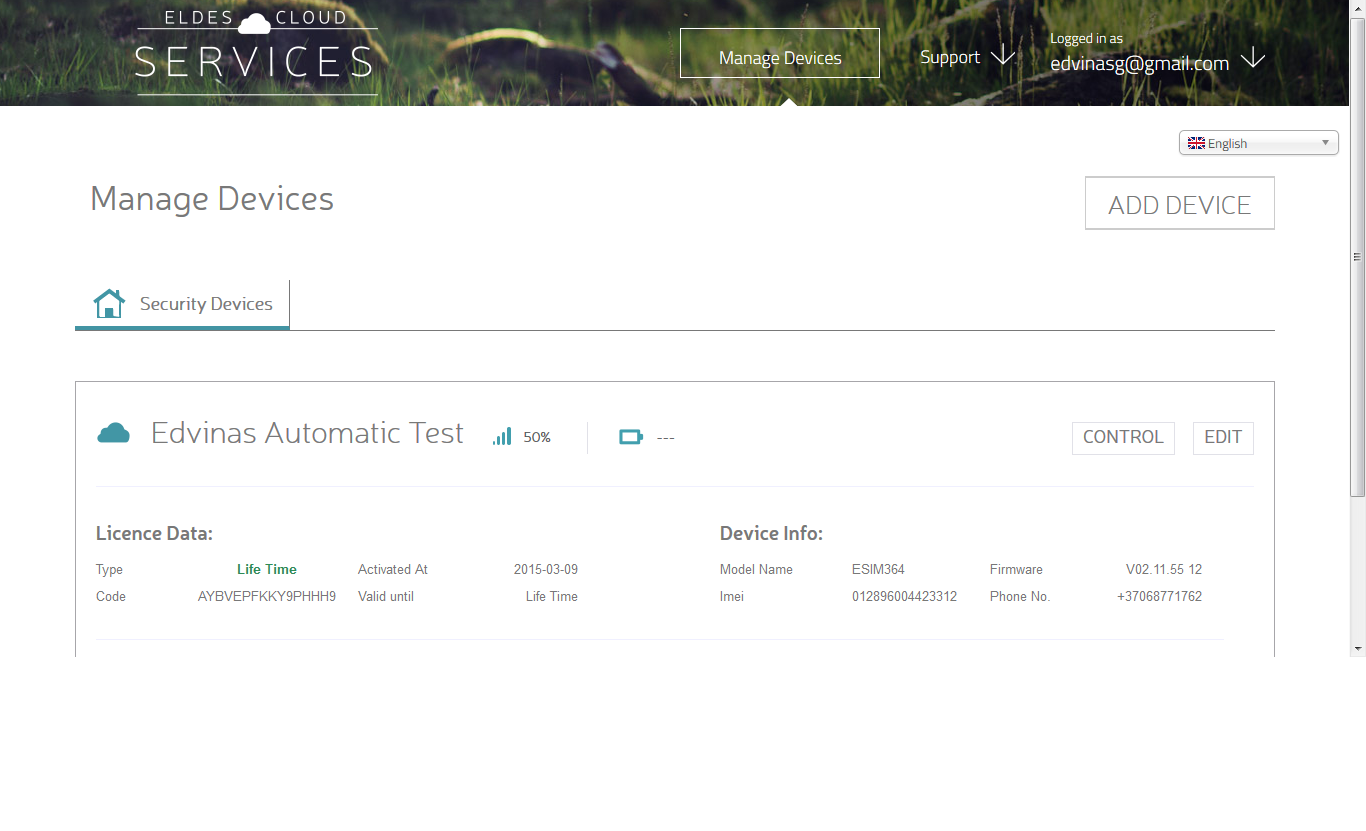 ELDES CLOUD
SERVICES
Manage Devices
Support
Logged in as
edvinasg@gmail.com
English
Manage Devices
ADD DEVICE
Security Devices
Edvinas Automatic Test 50% ---
CONTROL EDIT
Licence Data: Device Info:
Type Life Time Activated At 2015-03-09 Model Name ESIM364 Firmware V02.11.55 12
Code AYBVEPFKKY9PHHH9 Valid until Life Time Imei 012896004423312 Phone No. +37068771762